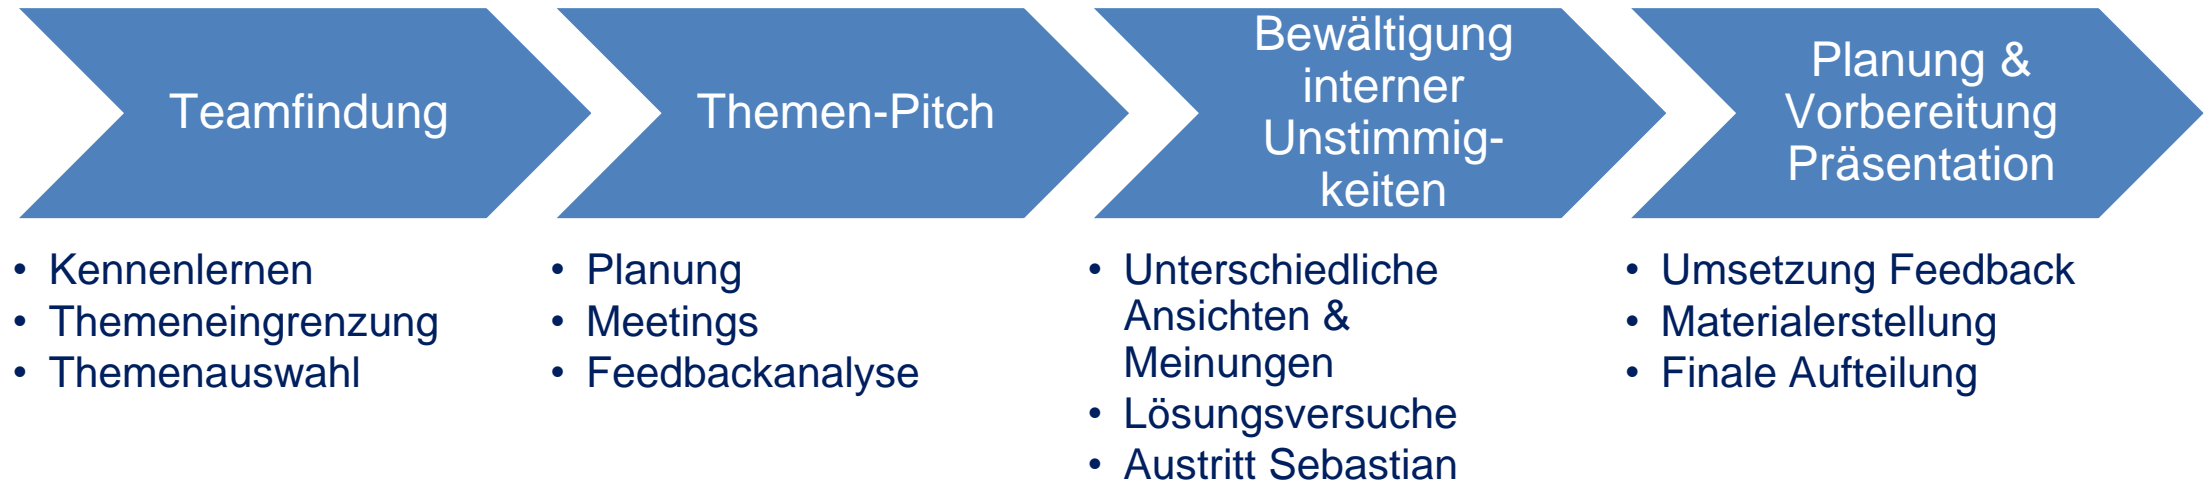 Teamfindung
• Kennenlernen
• Themeneingrenzung
• Themenauswahl
Themen-Pitch
• Planung
• Meetings
• Feedbackanalyse
Bewältigung
interner
Unstimmig-
keiten
• Unterschiedliche
Ansichten &
Meinungen
• Lösungsversuche
• Austritt Sebastian
Planung &
Vorbereitung
Präsentation
• Umsetzung Feedback
• Materialerstellung
• Finale Aufteilung